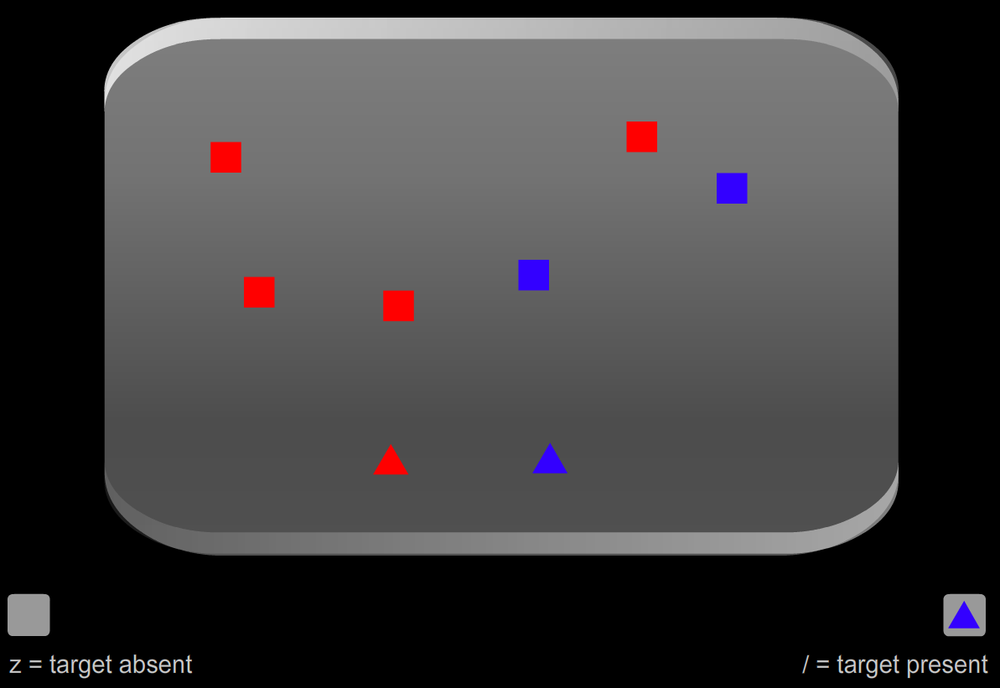 z = target absent
/ = target present